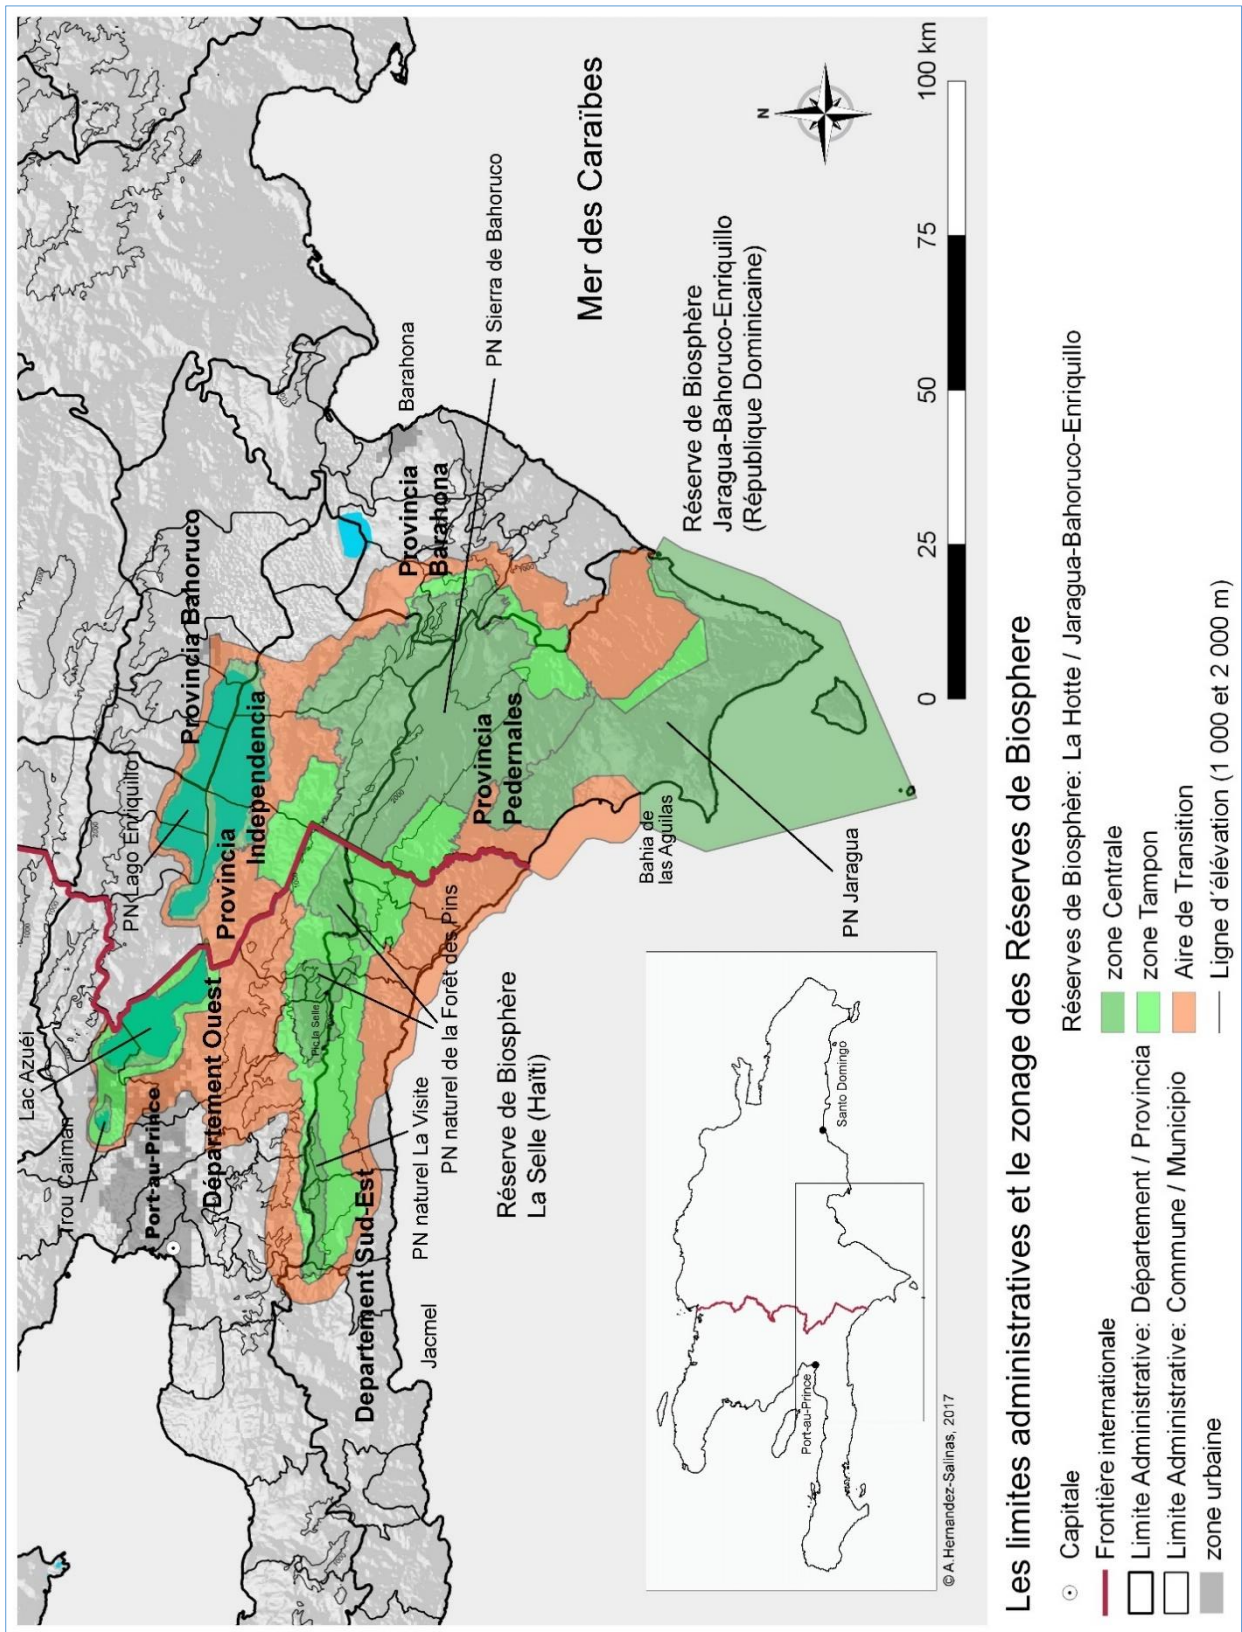 Lac Azuéi
Trou Caïman
PN Lago Enriquillo
Provincia Bahoruco
Port-au-Prince
Département Ouest
Provincia
Independencia
Provincia
Barahona
Barahona
Pic la Selle
Provincia
Pedernales
Departement Sud-Est
Jacmel
PN naturel La Visite
PN naturel de la Forêt des Pins
PN Sierra de Bahoruco
Réserve de Biosphère
La Selle (Haïti)
Mer des Caraïbes
Bahia de
las Aguilas
Réserve de Biosphère
Jaragua-Bahoruco-Enriquillo
(République Dominicaine)
PN Jaragua
1000
2000
N
0 25 50 75 100 km
Port-au-Prince
Santo Domingo
© A.Hernandez-Salinas, 2017
Les limites administratives et le zonage des Réserves de Biosphere
Capitale
Frontière internationale
Limite Administrative: Département / Provincia
Limite Administrative: Commune / Municipio
zone urbaine
Réserves de Biosphère: La Hotte / Jaragua-Bahoruco-Enriquillo
zone Centrale
zone Tampon
Aire de Transition
Ligne d´élévation (1 000 et 2 000 m)